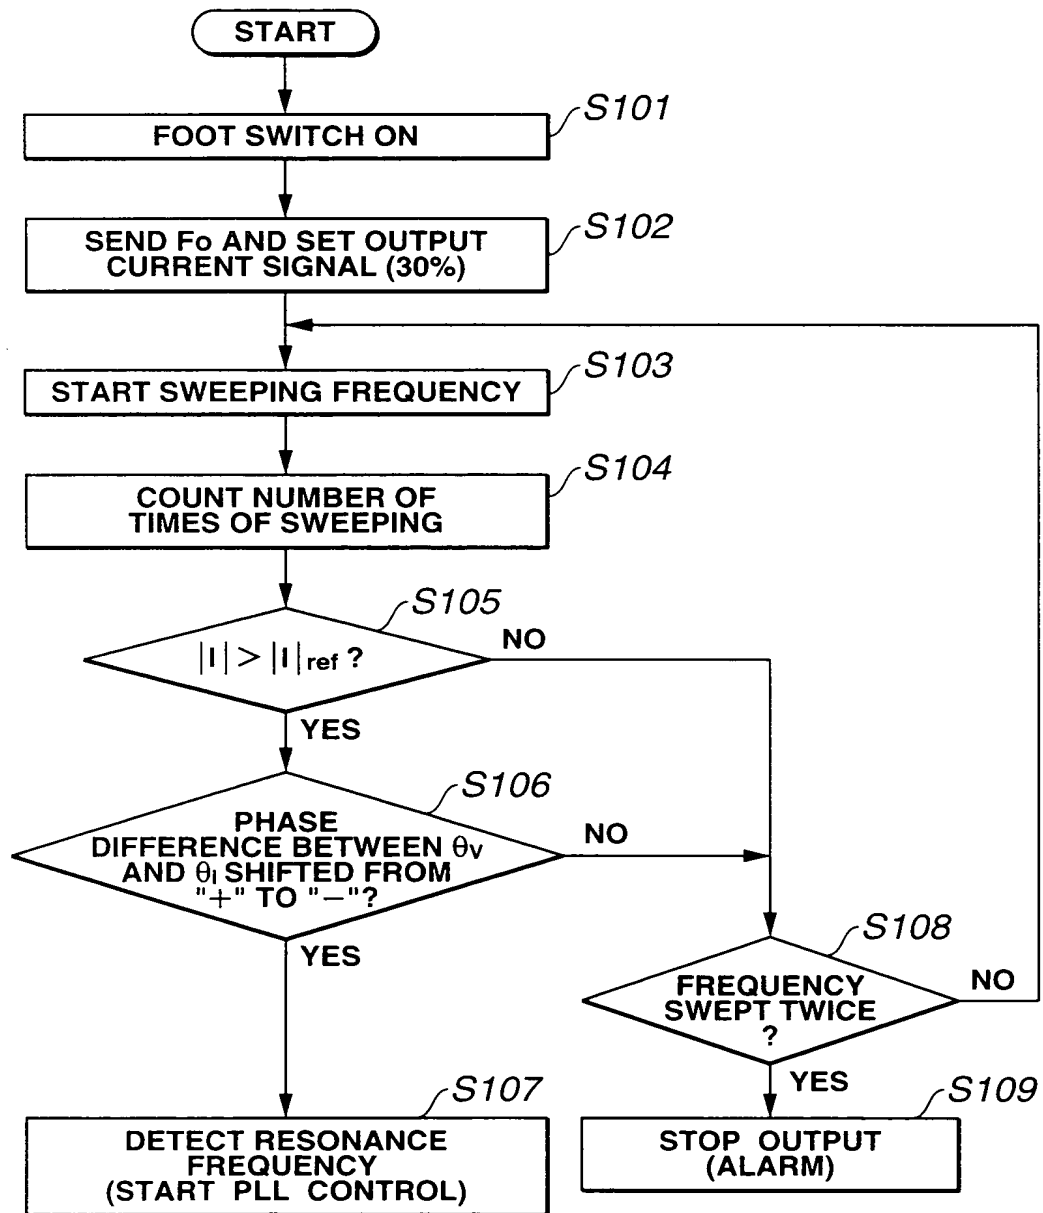 START
S101
FOOT SWITCH ON
S102
SEND Fo AND SET OUTPUT
CURRENT SIGNAL (30%)
S103
START SWEEPING FREQUENCY
S104
COUNT NUMBER OF
TIMES OF SWEEPING
S105
|I| > |I| ref ?
NO
YES
S106
PHASE
DIFFERENCE BETWEEN θV
AND θI SHIFTED FROM
"+" TO "−"?
NO
YES
S108
FREQUENCY
SWEPT TWICE
?
NO
YES
S107
DETECT RESONANCE
FREQUENCY
(START PLL CONTROL)
S109
STOP OUTPUT
(ALARM)